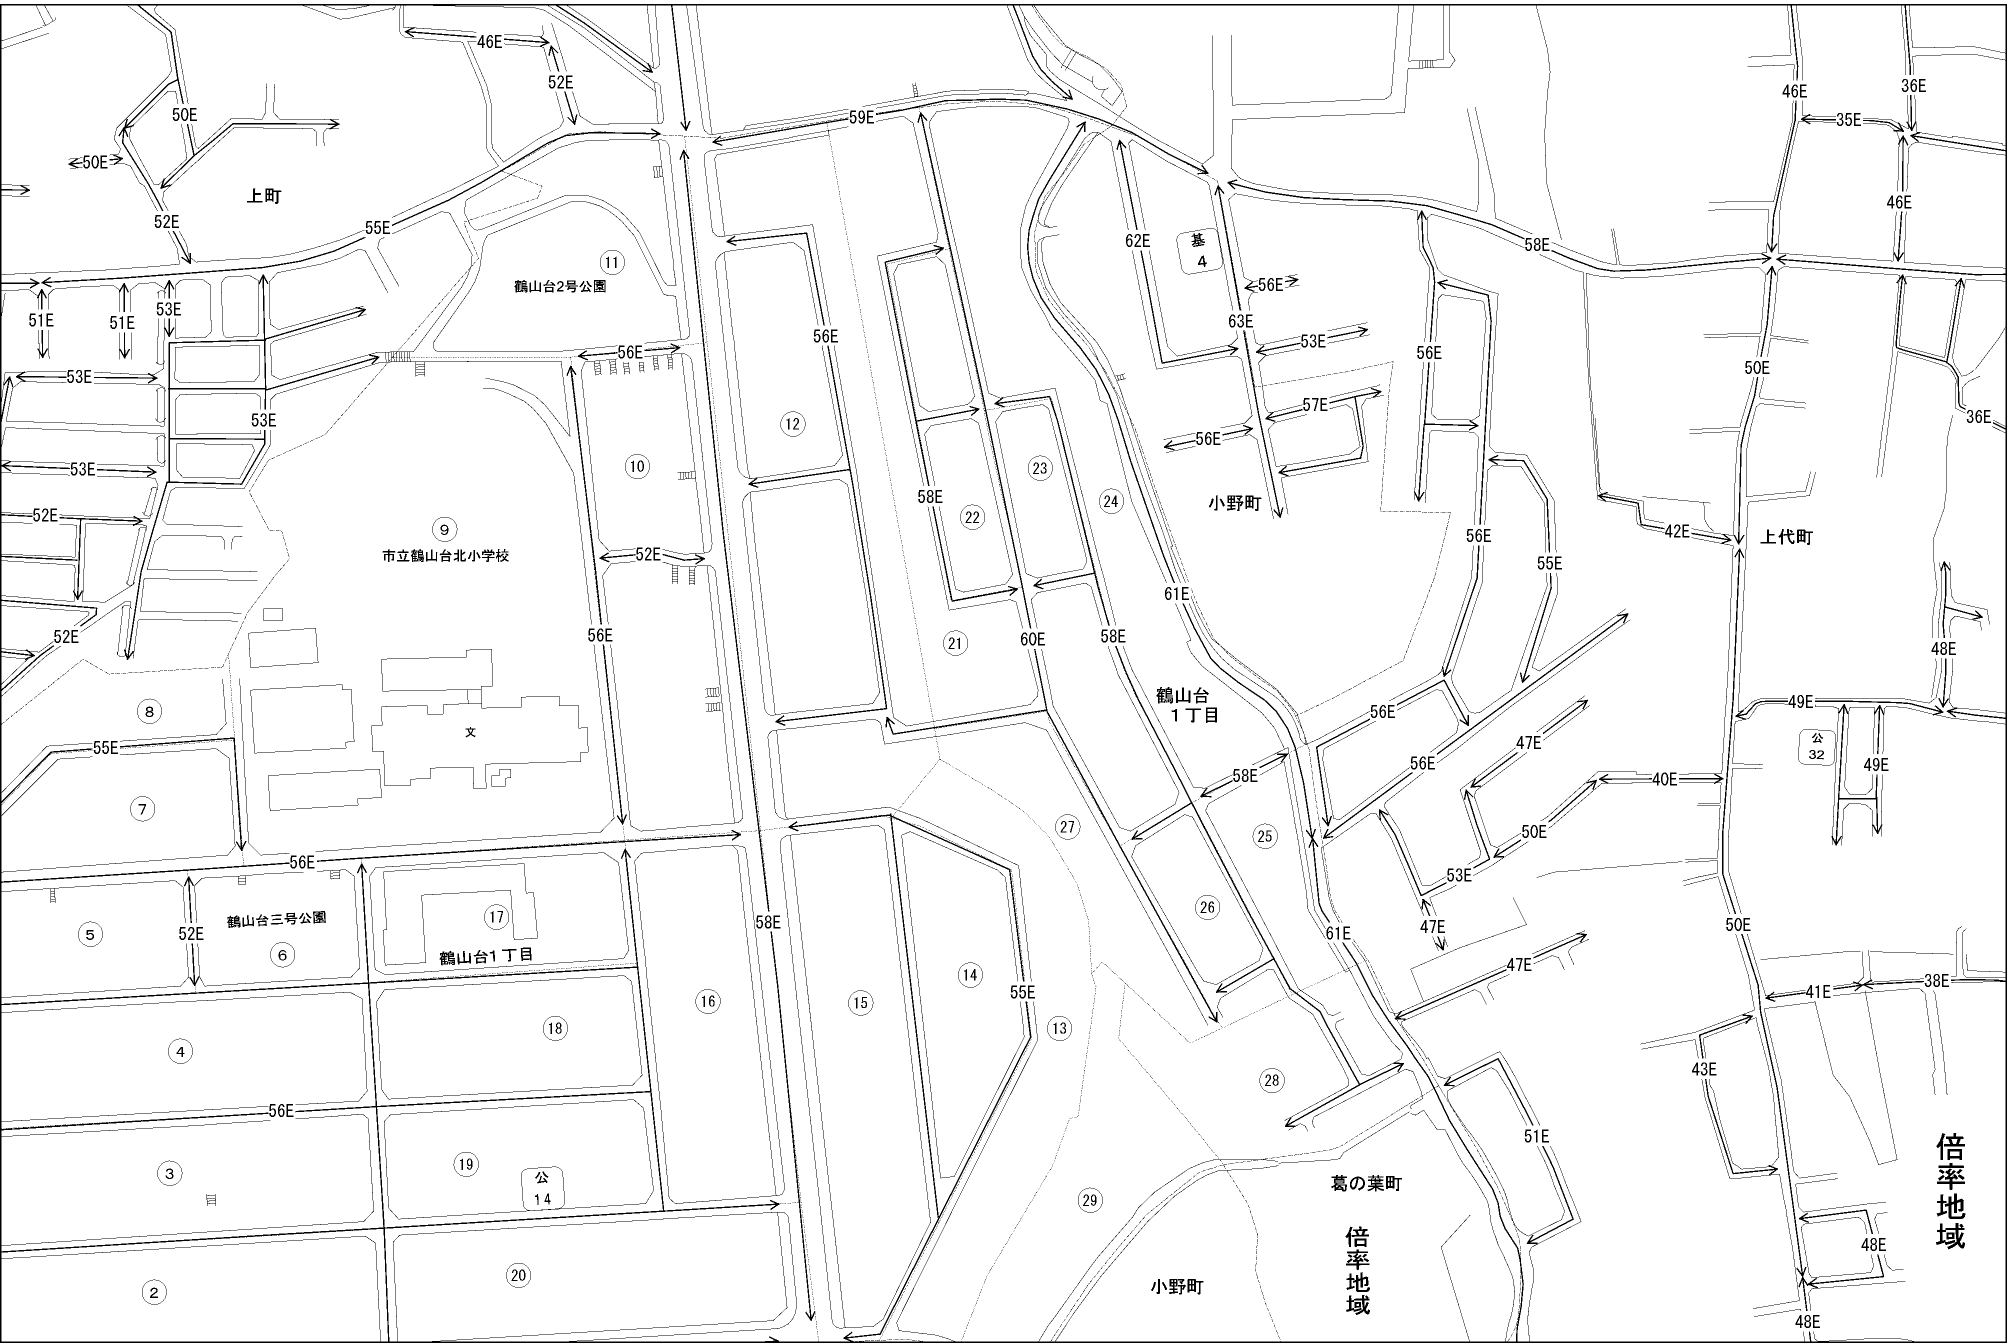 46E
52E
50E
50E
52E
上町
55E
59E
46E
36E
35E
46E
62E
基
4
58E
11
鶴山台2号公園
51E
51E
53E
56E
56E
56E
63E
53E
56E
53E
53E
50E
36E
12
57E
56E
10
23
53E
58E
24
22
小野町
52E
9
市立鶴山台北小学校
52E
56E
42E
上代町
55E
61E
52E
56E
21
60E
58E
48E
鶴山台
1丁目
8
56E
49E
文
55E
47E
公
32
56E
49E
58E
40E
7
27
25
50E
56E
53E
26
17
鶴山台三号公園
58E
5
52E
6
鶴山台1丁目
61E
47E
50E
47E
14
16
15
55E
13
41E
38E
18
4
28
43E
56E
51E
倍率地域
19
3
公
14
29
葛の葉町
倍率地域
48E
20
2
小野町
48E